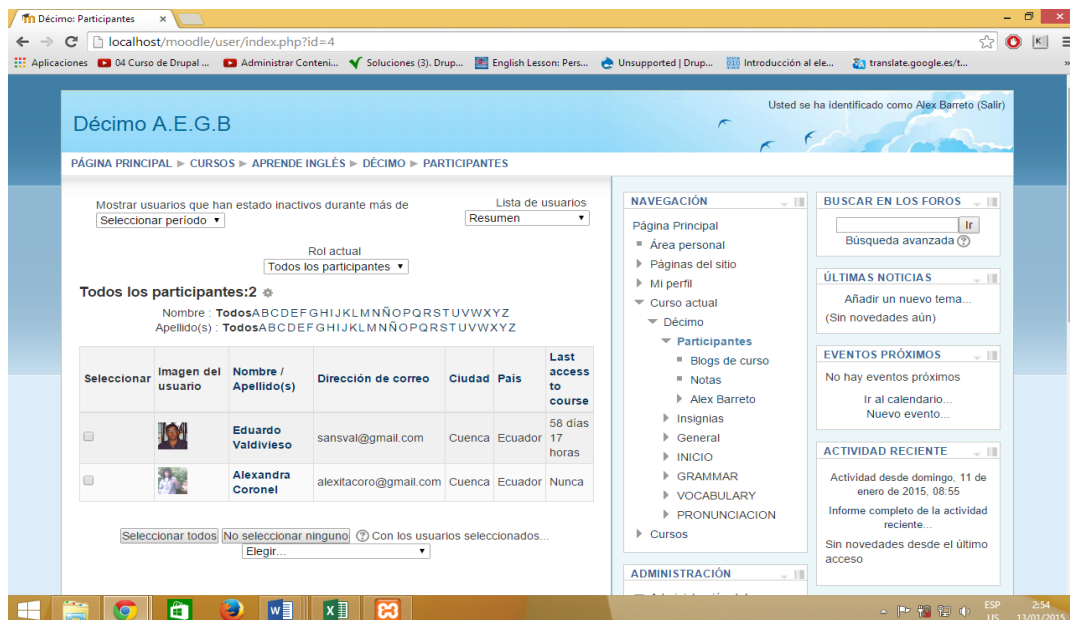 Décimo: Participantes
localhost/moodle/user/index.php?id=4
Aplicaciones 04 Curso de Drupal ... Administrar Conteni... Soluciones (3). Drup... English Lesson: Pers... Unsupported | Drup... Introducción al ele... translate.google.es/t...
Usted se ha identificado como Alex Barreto (Salir)
Décimo A.E.G.B
PÁGINA PRINCIPAL ► CURSOS ► APRENDE INGLÉS ► DÉCIMO ► PARTICIPANTES
Mostrar usuarios que han estado inactivos durante más de
Seleccionar período
Lista de usuarios
Resumen
Rol actual
Todos los participantes
Todos los participantes:2
Nombre : TodosABCDEFGHIJKLMNÑOPQRSTUVWXYZ
Apellido(s) : TodosABCDEFGHIJKLMNÑOPQRSTUVWXYZ
Seleccionar
Imagen del
usuario
Nombre /
Apellido(s)
Dirección de correo
Ciudad
País
Last
access
to
course
Eduardo
Valdivieso
sansval@gmail.com
Cuenca
Ecuador
58 días
17
horas
Alexandra
Coronel
alexitacoro@gmail.com
Cuenca
Ecuador
Nunca
Seleccionar todos No seleccionar ninguno Con los usuarios seleccionados...
Elegir...
NAVEGACIÓN
Página Principal
Área personal
Páginas del sitio
Mi perfil
Curso actual
Décimo
Participantes
Blogs de curso
Notas
Alex Barreto
Insignias
General
INICIO
GRAMMAR
VOCABULARY
PRONUNCIACION
Cursos
ADMINISTRACIÓN
BUSCAR EN LOS FOROS
Ir
Búsqueda avanzada
ÚLTIMAS NOTICIAS
Añadir un nuevo tema...
(Sin novedades aún)
EVENTOS PRÓXIMOS
No hay eventos próximos
Ir al calendario...
Nuevo evento...
ACTIVIDAD RECIENTE
Actividad desde domingo, 11 de
enero de 2015, 08:55
Informe completo de la actividad
reciente...
Sin novedades desde el último
acceso
ESP
US
2:54
13/01/2015